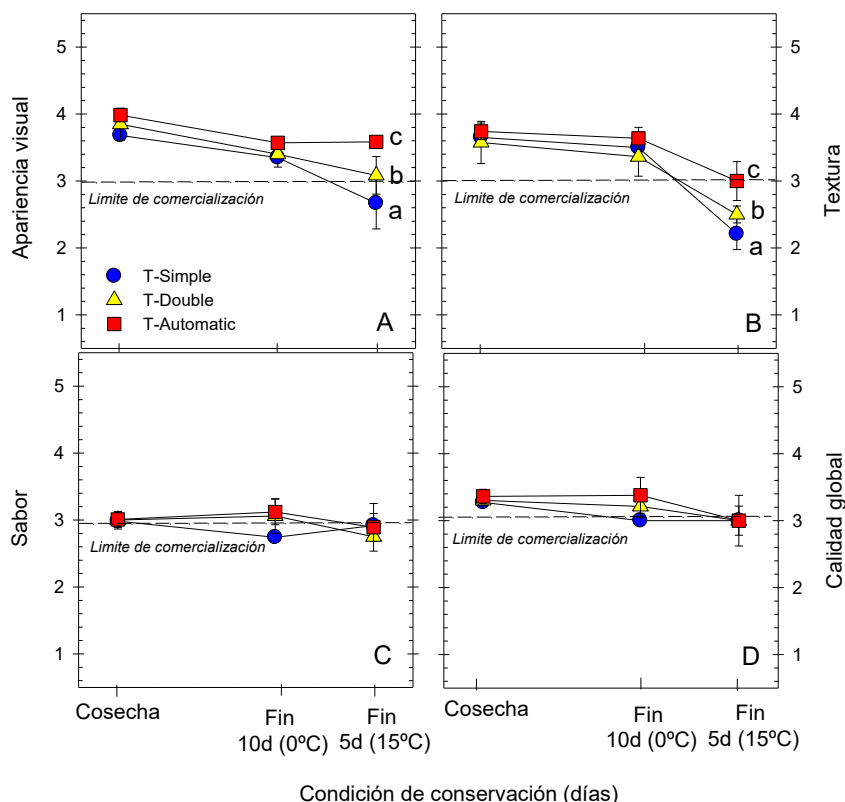 5
4
3
2
1
Apariencia visual
Limite de comercialización
c
b
a
T-Simple
T-Double
T-Automatic
A
5
4
3
2
1
Textura
Limite de comercialización
c
b
a
B
5
4
3
2
1
Sabor
Limite de comercialización
C
5
4
3
2
1
Calidad global
Limite de comercialización
D
Cosecha
Fin
10d (0ºC)
Fin
5d (15ºC)
Cosecha
Fin
10d (0ºC)
Fin
5d (15ºC)
Condición de conservación (días)